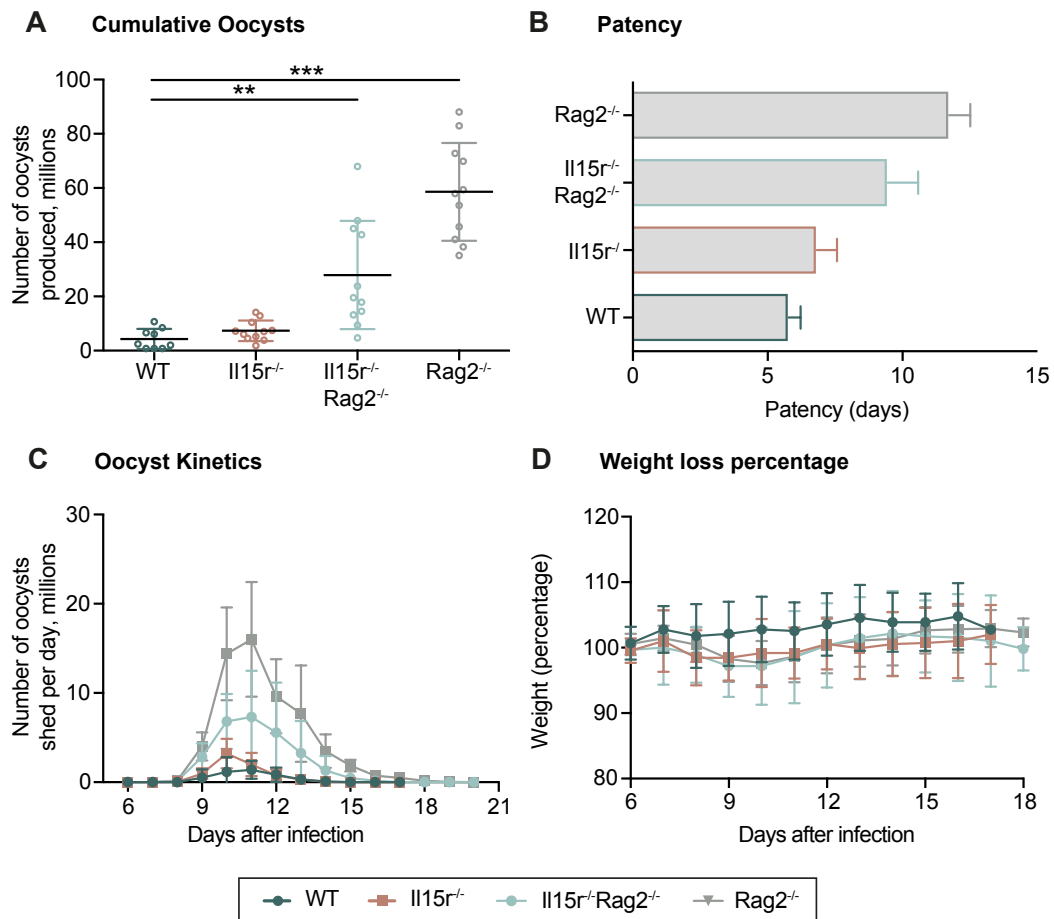 A Cumulative Oocysts
Number of oocysts
produced, millions
100
80
60
40
20
0
***
**
WT
Il15r-/-
Il15r-/-
Rag2-/-
Rag2-/-
B Patency
Rag2-/-
Il15r-/-
Rag2-/-
Il15r-/
WT
0 5 10 15
Patency (days)
C Oocyst Kinetics
Number of oocysts
shed per day, millions
30
20
10
0
6 9 12 15 18 21
Days after infection
D Weight loss percentage
Weight (percentage)
120
110
100
90
80
6 9 12 15 18
Days after infection
WT Il15r-/- Il15r-/-Rag2-/- Rag2-/-